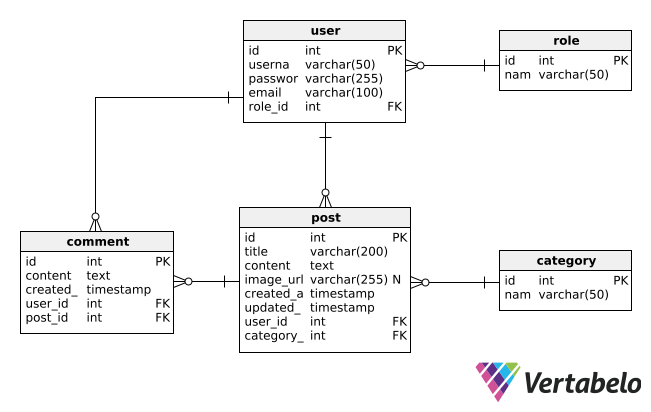 user
id int PK
userna varchar(50)
passwor varchar(255)
email varchar(100)
role_id int FK
role
id int PK
nam varchar(50)
comment
id int PK
content text
created_ timestamp
user_id int FK
post_id int FK
post
id int PK
title varchar(200)
content text
image_url varchar(255) N
created_a timestamp
updated_ timestamp
user_id int FK
category_ int FK
category
id int PK
nam varchar(50)
Vertabelo